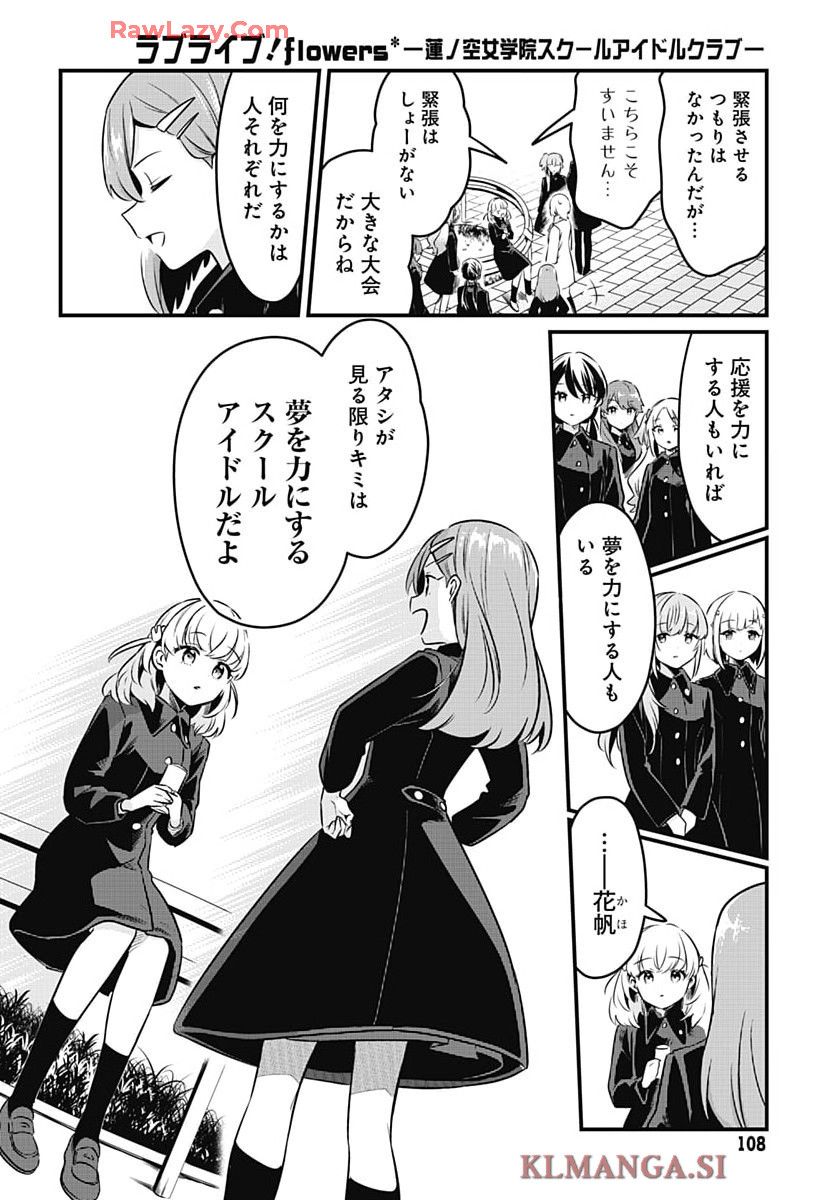 RawLazy.Com
ラブライブ!flowers*ー蓮ノ空女学院スクールアイドルクラブー
緊張させる
つもりは
なかったんだが…
こちらこそ
すいません…
緊張は
しょーがない
大きな大会
だからね
何を力にするかは
人それぞれだ
応援を力に
する人もいれば
夢を力にする人も
いる
……──花帆
かほ
アタシが
見る限りキミは
夢を力にする
スクール
アイドルだよ
108
KLMANGA.SI